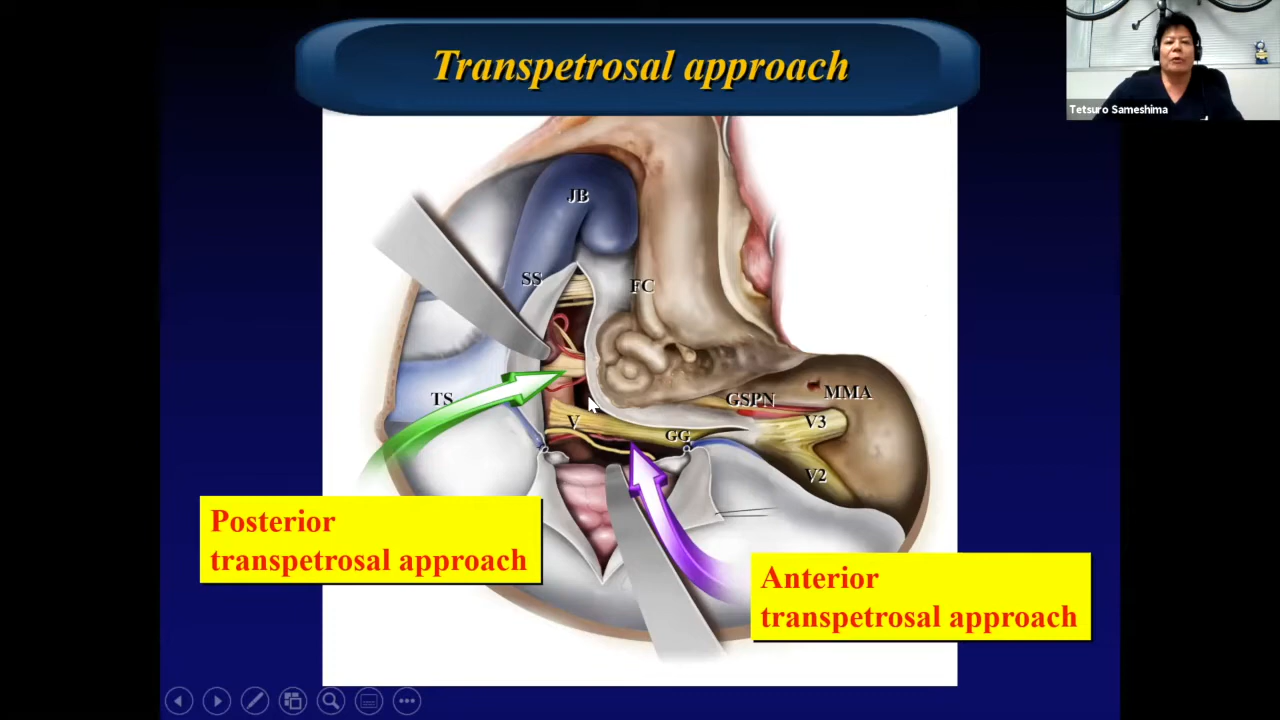 Transpetrosal approach
Tetsuro Sameshima
JB
SS
FC
TS
GSPN
MMA
V
V3
GG
V2
Posterior
transpetrosal approach
Anterior
transpetrosal approach